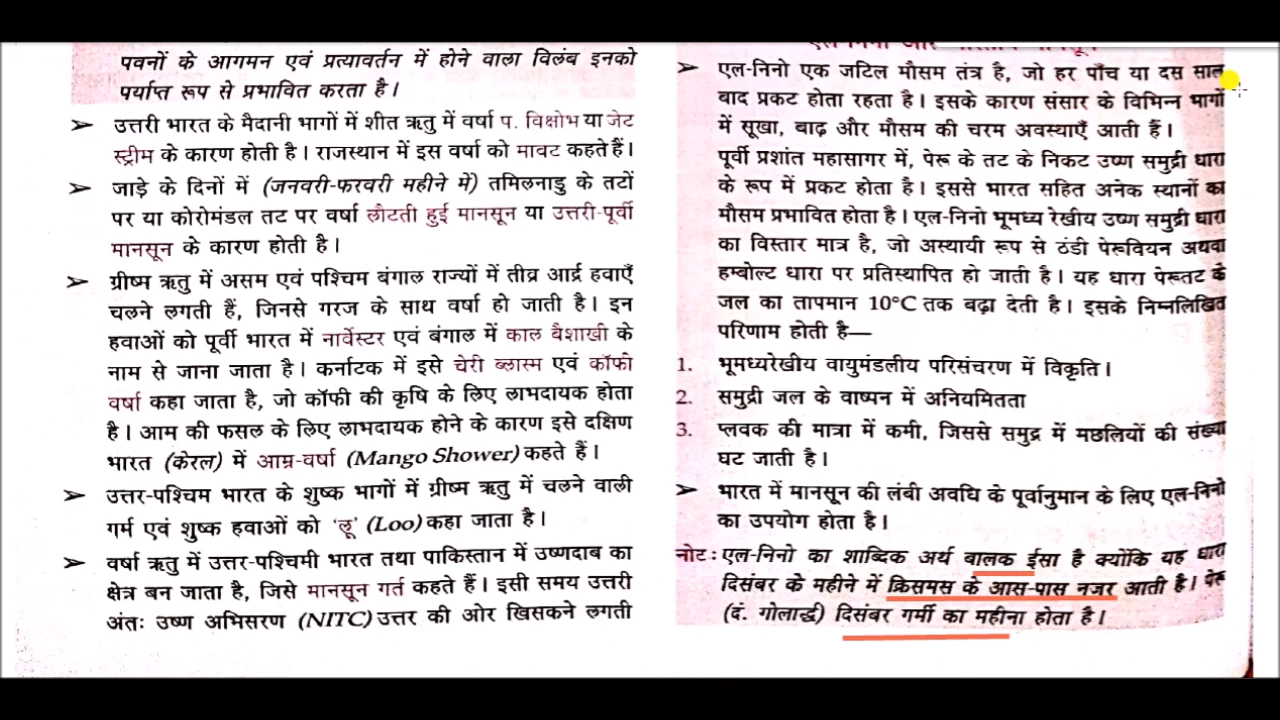 पवनों के आगमन एवं प्रत्यावर्तन में होने वाला विलंब इनको
पर्याप्त रूप से प्रभावित करता है।
➤ उत्तरी भारत के मैदानी भागों में शीत ऋतु में वर्षा प. विक्षोभ या जेट
स्ट्रीम के कारण होती है। राजस्थान में इस वर्षा को मावट कहते हैं।
➤ जाड़े के दिनों में (जनवरी-फरवरी महीने में) तमिलनाडु के तटों
पर या कोरोमंडल तट पर वर्षा लौटती हुई मानसून या उत्तरी-पूर्वी
मानसून के कारण होती है।
➤ ग्रीष्म ऋतु में असम एवं पश्चिम बंगाल राज्यों में तीव्र आर्द्र हवाएँ
चलने लगती हैं, जिनसे गरज के साथ वर्षा हो जाती है। इन
हवाओं को पूर्वी भारत में नार्वेस्टर एवं बंगाल में काल वैशाखी के
नाम से जाना जाता है। कर्नाटक में इसे चेरी ब्लास्म एवं कॉफी
वर्षा कहा जाता है, जो कॉफी की कृषि के लिए लाभदायक होता
है। आम की फसल के लिए लाभदायक होने के कारण इसे दक्षिण
भारत (केरल) में आम्र-वर्षा (Mango Shower) कहते हैं।
➤ उत्तर-पश्चिम भारत के शुष्क भागों में ग्रीष्म ऋतु में चलने वाली
गर्म एवं शुष्क हवाओं को 'लू' (Loo) कहा जाता है।
➤ वर्षा ऋतु में उत्तर-पश्चिमी भारत तथा पाकिस्तान में उष्णदाब का
क्षेत्र बन जाता है, जिसे मानसून गर्त कहते हैं। इसी समय उत्तरी
अंतः उष्ण अभिसरण (NITC) उत्तर की ओर खिसकने लगती
➤ एल-निनो एक जटिल मौसम तंत्र है, जो हर पाँच या दस साल
बाद प्रकट होता रहता है। इसके कारण संसार के विभिन्न भागों
में सूखा, बाढ़ और मौसम की चरम अवस्थाएँ आती हैं।
पूर्वी प्रशांत महासागर में, पेरू के तट के निकट उष्ण समुद्री धारा
के रूप में प्रकट होता है। इससे भारत सहित अनेक स्थानों का
मौसम प्रभावित होता है। एल-निनो भूमध्य रेखीय उष्ण समुद्री धारा
का विस्तार मात्र है, जो अस्थायी रूप से ठंडी पेरूवियन अथवा
हम्बोल्ट धारा पर प्रतिस्थापित हो जाती है। यह धारा पेरूतट के
जल का तापमान 10°C तक बढ़ा देती है। इसके निम्नलिखित
परिणाम होती है—
1. भूमध्यरेखीय वायुमंडलीय परिसंचरण में विकृति।
2. समुद्री जल के वाष्पन में अनियमितता
3. प्लवक की मात्रा में कमी, जिससे समुद्र में मछलियों की संख्या
घट जाती है।
➤ भारत में मानसून की लंबी अवधि के पूर्वानुमान के लिए एल-निनो
का उपयोग होता है।
नोट: एल-निनो का शाब्दिक अर्थ बालक ईसा है क्योंकि यह धारा
दिसंबर के महीने में क्रिसमस के आस-पास नजर आती है। पेरू
(दं. गोलार्द्ध) दिसंबर गर्मी का महीना होता है।